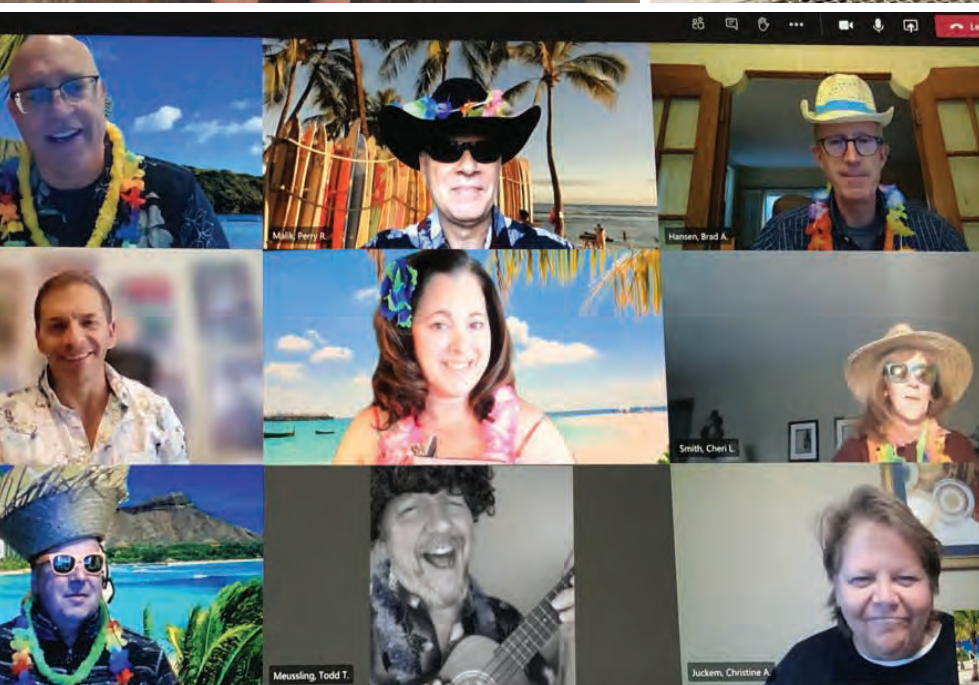 Malik, Perry R.
Hansen, Brad A.
Smith, Cheri L.
Meussling, Todd T.
Juckem, Christine A.